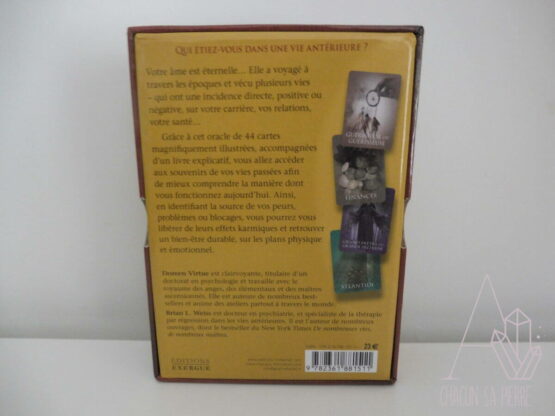 QUI ÉTIEZ-VOUS DANS UNE VIE ANTÉRIEURE ?
Votre âme est éternelle... Elle a voyagé à
travers les époques et vécu plusieurs vies
– qui ont une incidence directe, positive ou
négative, sur votre carrière, vos relations,
votre santé...
Grâce à cet oracle de 44 cartes
magnifiquement illustrées, accompagnées
d'un livre explicatif, vous allez accéder
aux souvenirs de vos vies passées afin
de mieux comprendre la manière dont
vous fonctionnez aujourd'hui. Ainsi,
en identifiant la source de vos peurs,
problèmes ou blocages, vous pourrez vous
libérer de leurs effets karmiques et retrouver
un bien-être durable, sur les plans physique
et émotionnel.
GUÉRISSEUSE
FINANCES
ATLANTIDE
Doreen Virtue est clairvoyante, titulaire d'un
doctorat en psychologie et travaille avec le
royaume des anges, des élémentaux et des maîtres
ascensionnés. Elle est auteure de nombreux best-
sellers et anime des ateliers partout à travers le monde.
Brian L. Weiss est docteur en psychiatrie, et spécialiste de la thérapie
par régression dans les vies antérieures. Il est l'auteur de nombreux
ouvrages, dont le bestseller du New York Times De nombreuses vies,
de nombreux maîtres.
ÉDITIONS
EXERGUE
23 €
9 782361 881511
CHACUN SA PIERRE